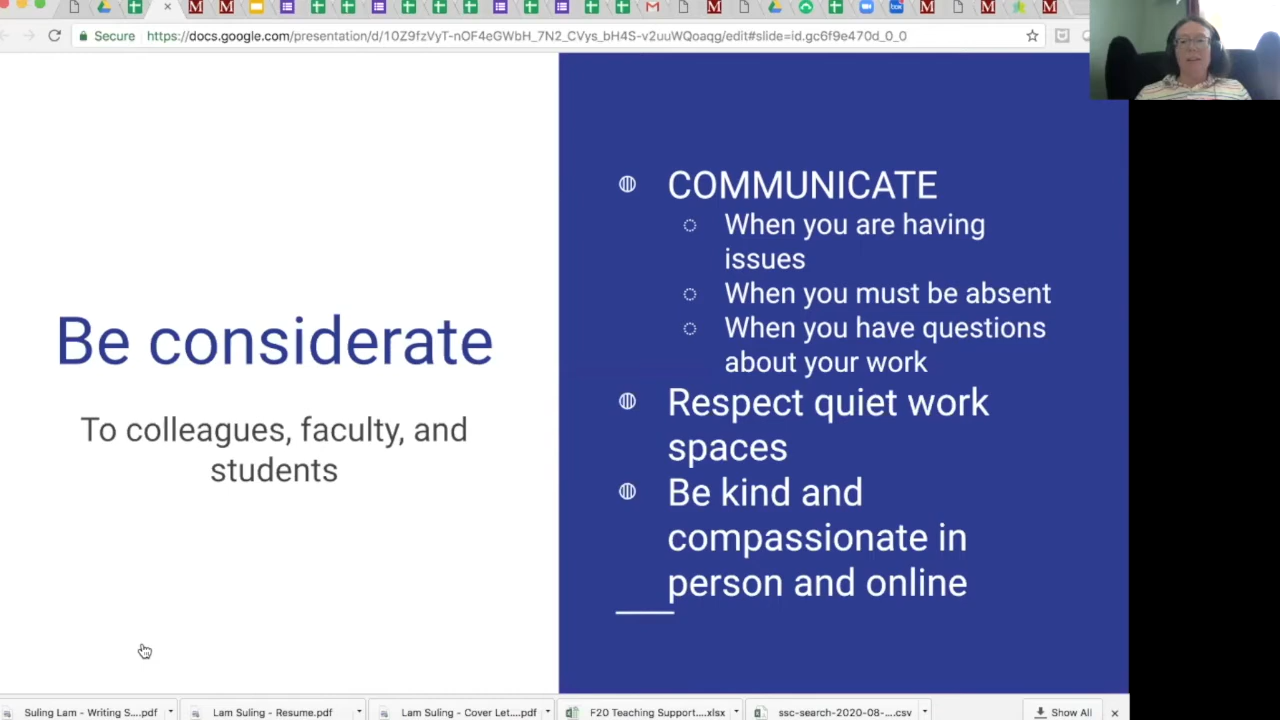 Secure
https://docs.google.com/presentation/d/10Z9fzVyT-nOF4eGWbH_7N2_CVys_bH4S-v2uuWQoaqg/edit#slide=id.gc6f9e470d_0_0
Be considerate
To colleagues, faculty, and
students
COMMUNICATE
When you are having
issues
When you must be absent
When you have questions
about your work
Respect quiet work
spaces
Be kind and
compassionate in
person and online
Suling Lam - Writing S....pdf
Lam Suling - Resume.pdf
Lam Suling - Cover Let....pdf
F20 Teaching Support....xlsx
ssc-search-2020-08-....csv
Show All